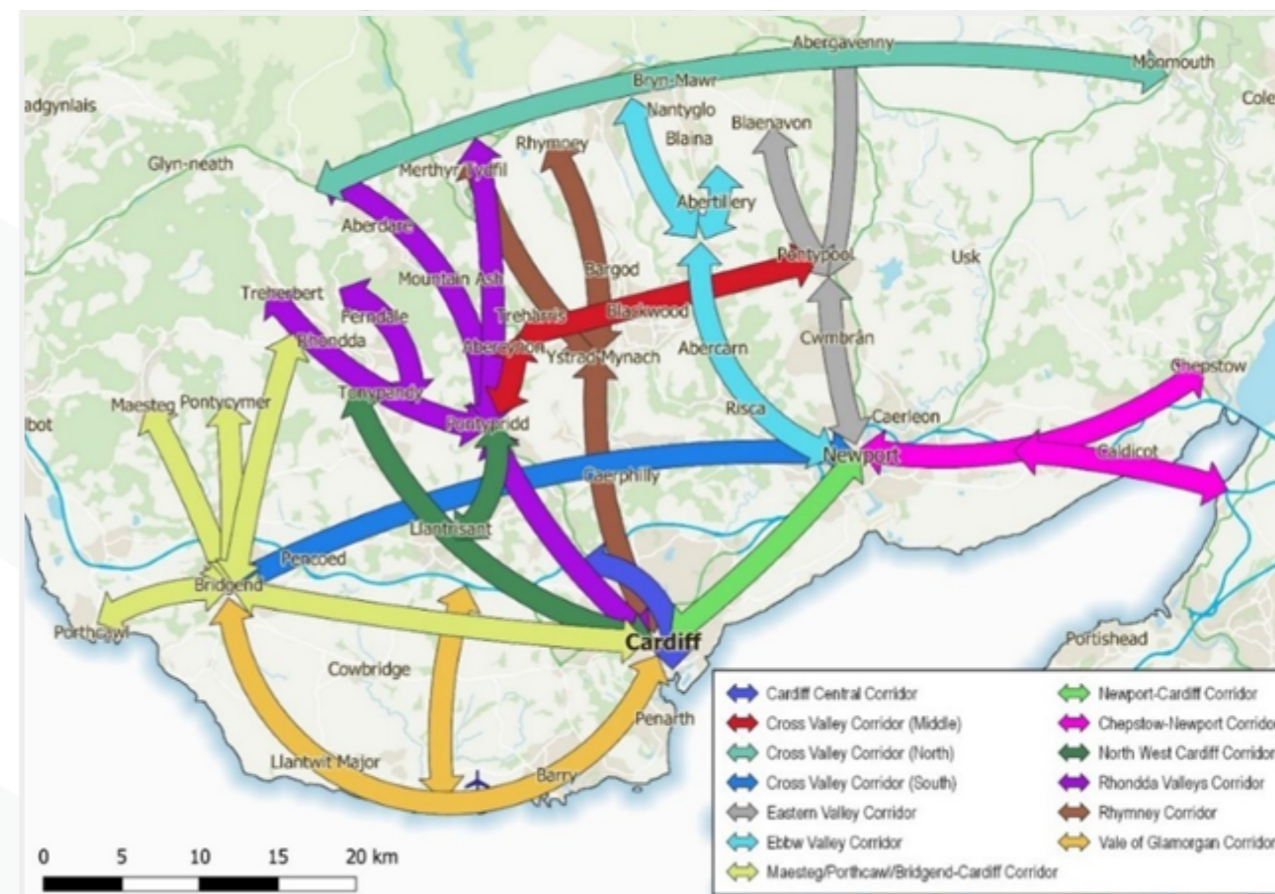 Abergavenny
Monmouth
Bryn-Mawr
adgynlais
Cole
Nantyglo
Blaenavon
Blaina
Rhymney
Glyn-neath
Merthyr Tydfil
Abertillery
Aberdare
Pontypool
Usk
Bargod
Mountain Ash
Treherbert
Blackwood
Treharris
Ferndale
Cwmbrân
Rhondda
Abercynon
Abercarn
Ystrad Mynach
Chepstow
Tonypandy
Maesteg
Pontycymer
Risca
Caerleon
lbot
Pontypridd
Caldicot
Newport
Caerphilly
Llantrisant
Pencoed
Bridgend
Porthcawl
Cardiff
Portishead
Cowbridge
Penarth
Llantwit Major
Barry
Cardiff Central Corridor
Cross Valley Corridor (Middle)
Cross Valley Corridor (North)
Cross Valley Corridor (South)
Eastern Valley Corridor
Ebbw Valley Corridor
Maesteg/Porthcawl/Bridgend-Cardiff Corridor
Newport-Cardiff Corridor
Chepstow-Newport Corridor
North West Cardiff Corridor
Rhondda Valleys Corridor
Rhymney Corridor
Vale of Glamorgan Corridor
0 5 10 15 20 km